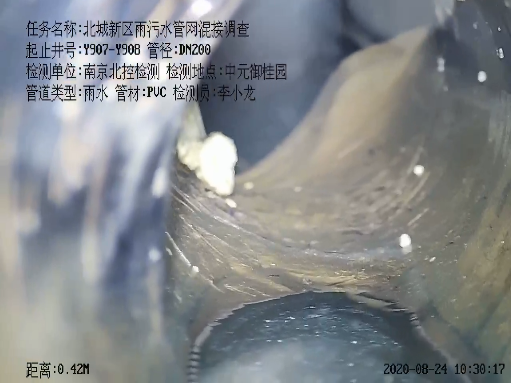 任务名称:北城新区雨污水管网混接调查
起止井号:Y907-Y908 管径:DN200
检测单位:南京北控检测 检测地点:中元御桂园
管道类型:雨水 管材:PVC 检测员:李小龙
距离:0.42M
2020-08-24 10:30:17